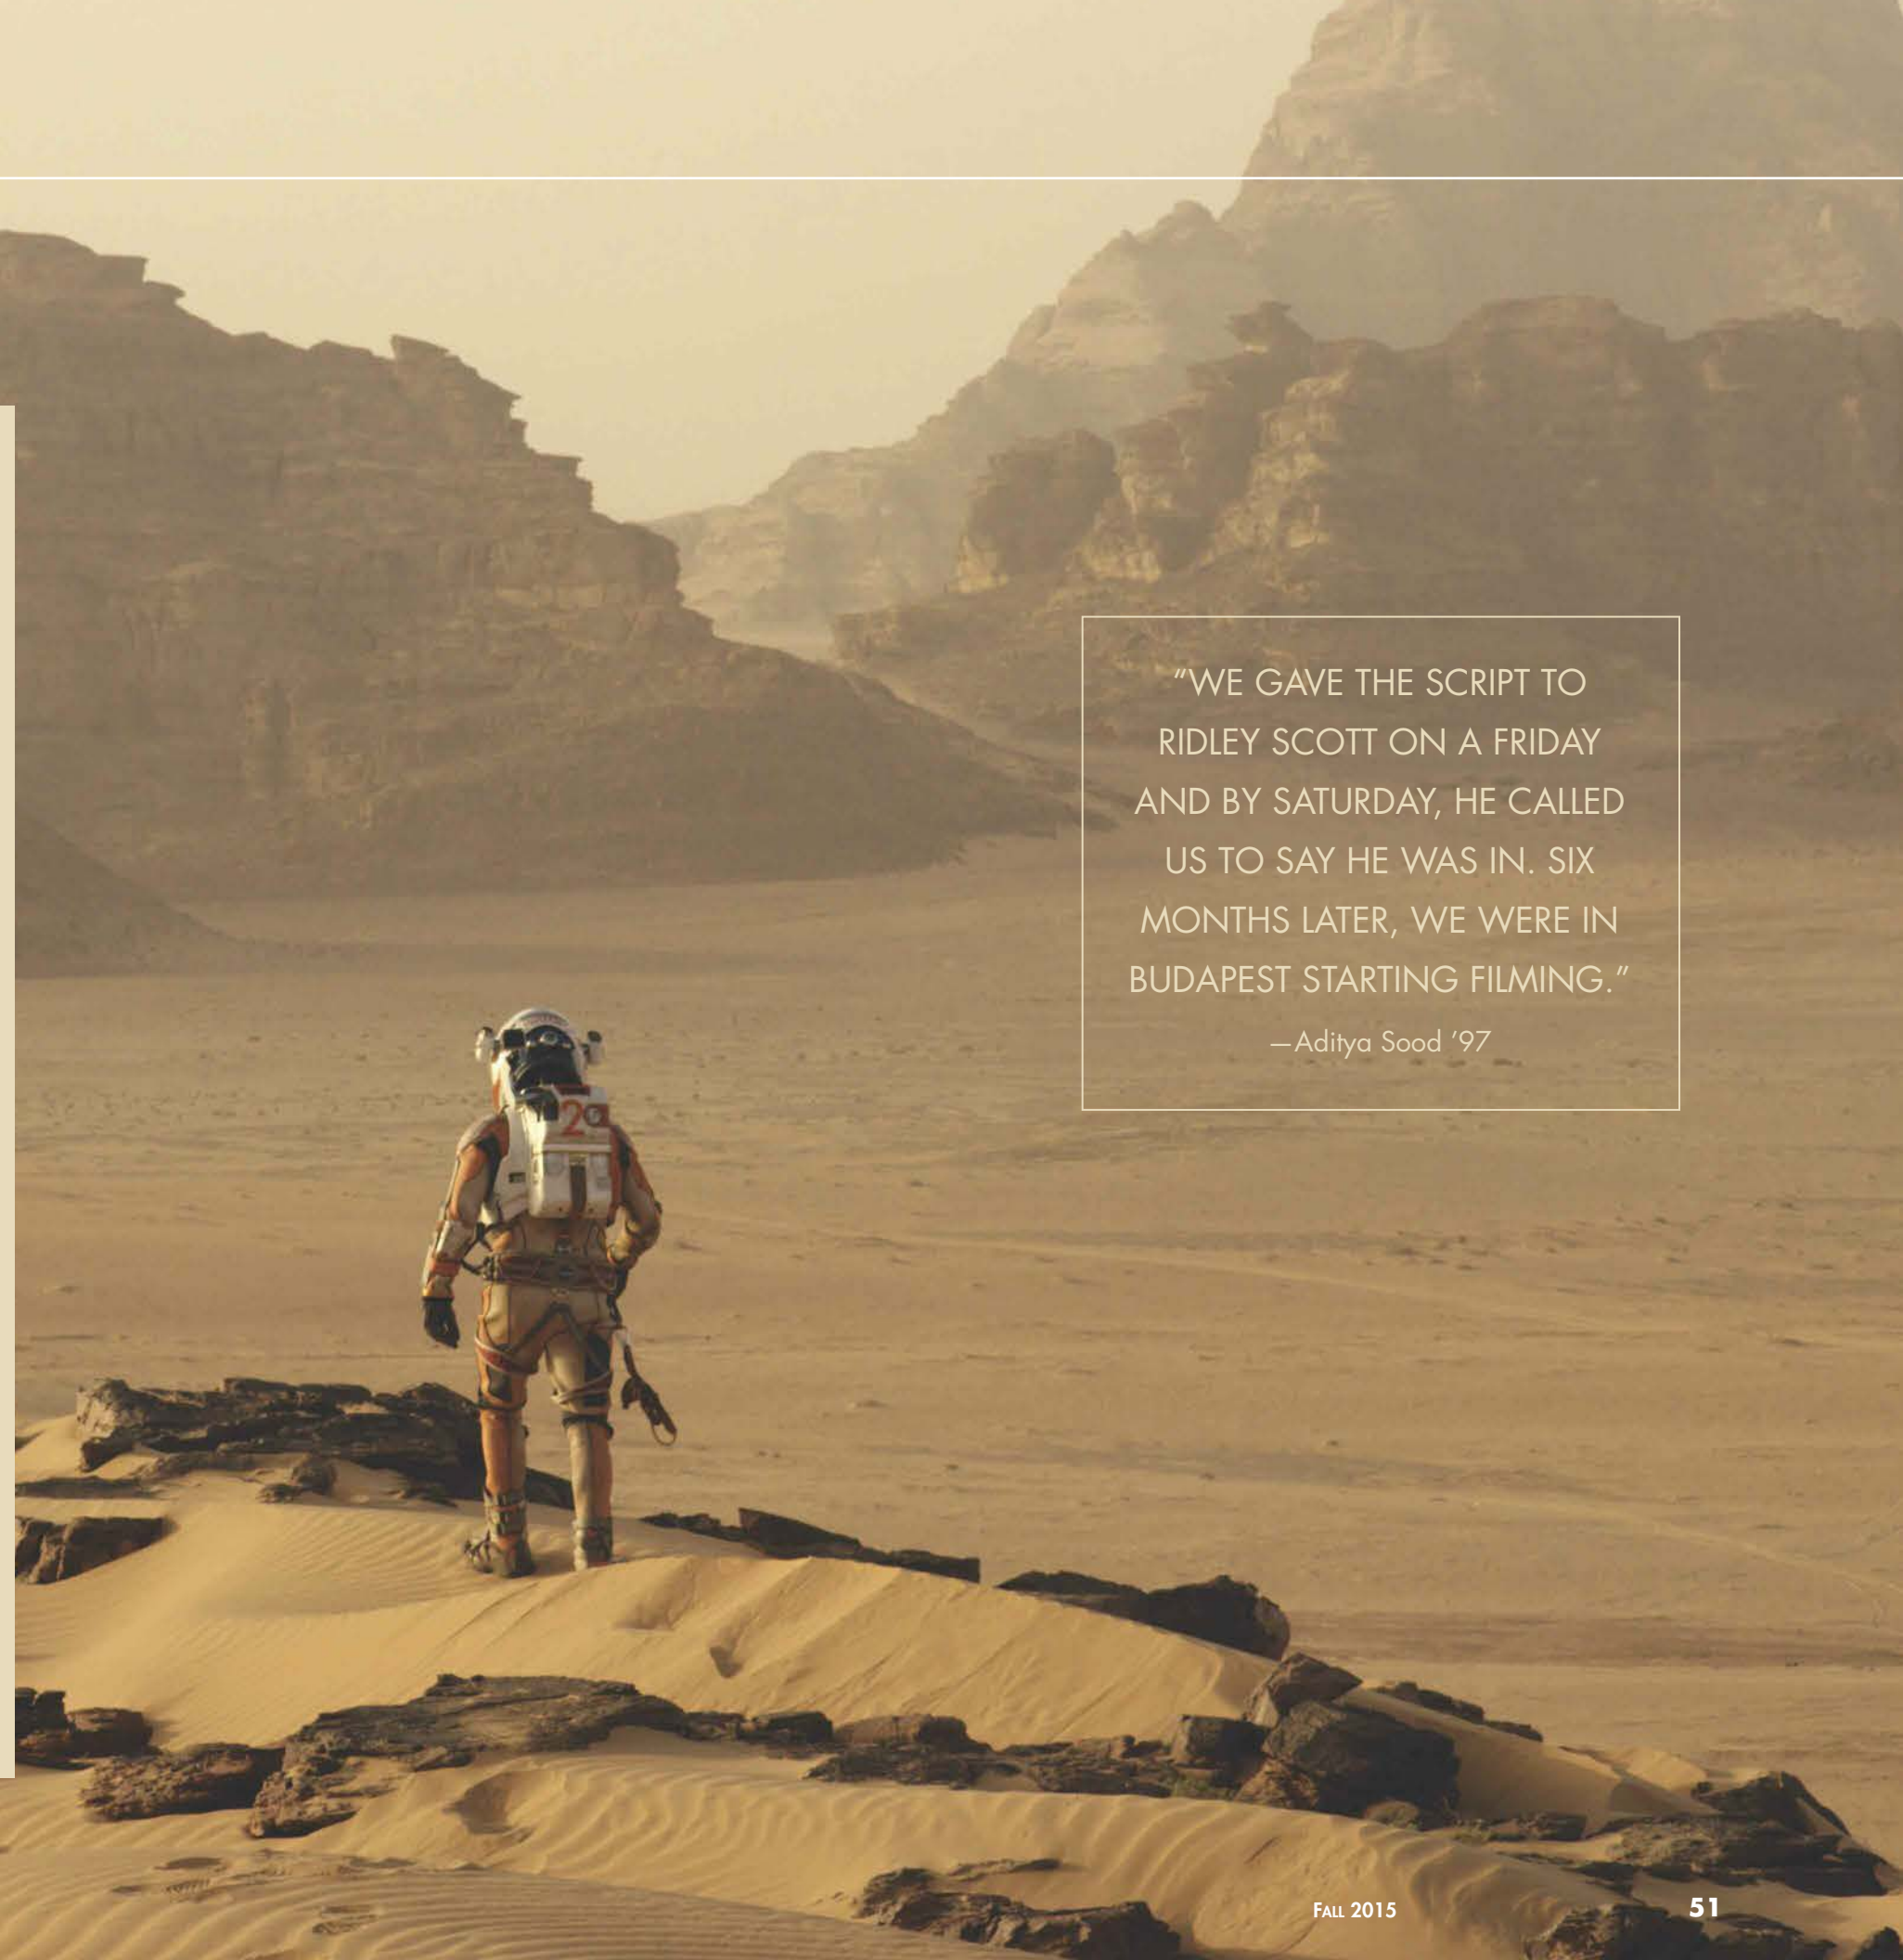 “WE GAVE THE SCRIPT TO
RIDLEY SCOTT ON A FRIDAY
AND BY SATURDAY, HE CALLED
US TO SAY HE WAS IN. SIX
MONTHS LATER, WE WERE IN
BUDAPEST STARTING FILMING.”
—Aditya Sood ’97
FALL 2015 51